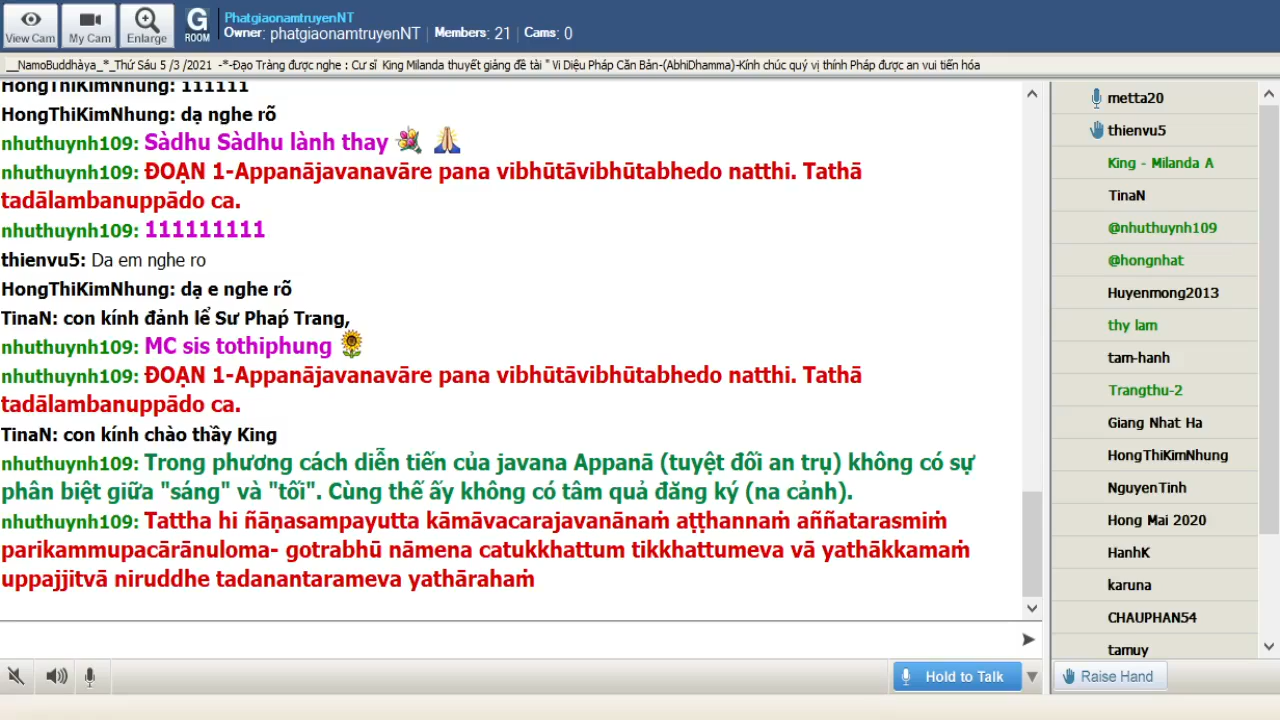 View Cam
My Cam
Enlarge
G
ROOM
PhatgiaonamtruyenNT
Owner: phatgiaonamtruyenNT | Members: 21 | Cams: 0
__NamoBuddhàya_*_Thứ Sáu 5 /3 /2021 -*-Đạo Tràng được nghe : Cư sĩ King Milanda thuyết giảng đề tài " Vi Diệu Pháp Căn Bản-(AbhiDhamma)-Kính chúc quý vị thính Pháp được an vui tiến hóa
HongThiKimNhung: 111111
HongThiKimNhung: dạ nghe rõ
nhuthuynh109: Sàdhu Sàdhu lành thay
nhuthuynh109: ĐOẠN 1-Appanājavanavāre pana vibhūtāvibhūtabhedo natthi. Tathā
tadālambanuppādo ca.
nhuthuynh109: 111111111
thienvu5: Da em nghe ro
HongThiKimNhung: dạ e nghe rõ
TinaN: con kính đảnh lể Sư Phaṕ Trang,
nhuthuynh109: MC sis tothiphung
nhuthuynh109: ĐOẠN 1-Appanājavanavāre pana vibhūtāvibhūtabhedo natthi. Tathā
tadālambanuppādo ca.
TinaN: con kính chào thầy King
nhuthuynh109: Trong phương cách diễn tiến của javana Appanā (tuyệt đối an trụ) không có sự
phân biệt giữa "sáng" và "tối". Cùng thế ấy không có tâm quả đăng ký (na cảnh).
nhuthuynh109: Tattha hi ñāṇasampayutta kāmāvacarajavanānaṁ aṭṭhannaṁ aññatarasmiṁ
parikammupacārānuloma- gotrabhū nāmena catukkhattum tikkhattumeva vā yathākkamaṁ
uppajjitvā niruddhe tadanantarameva yathārahaṁ
metta20
thienvu5
King - Milanda A
TinaN
@nhuthuynh109
@hongnhat
Huyenmong2013
thy lam
tam-hanh
Trangthu-2
Giang Nhat Ha
HongThiKimNhung
NguyenTinh
Hong Mai 2020
HanhK
karuna
CHAUPHAN54
tamuy
Hold to Talk
Raise Hand